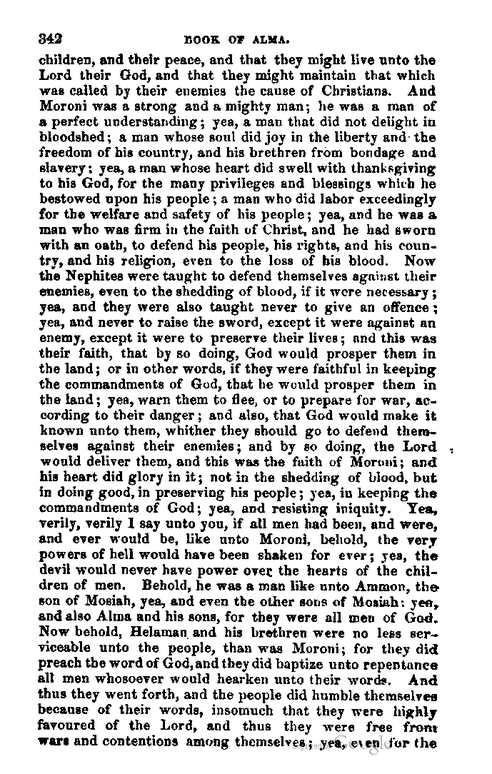 342 BOOK OF ALMA.
children, and their peace, and that they might live unto the
Lord their God, and that they might maintain that which
was called by their enemies the cause of Christians. And
Moroni was a strong and a mighty man; he was a man of
a perfect understanding; yea, a man that did not delight in
bloodshed; a man whose soul did joy in the liberty and the
freedom of his country, and his brethren from bondage and
slavery; yea, a man whose heart did swell with thanksgiving
to his God, for the many privileges and blessings which he
bestowed upon his people; a man who did labor exceedingly
for the welfare and safety of his people; yea, and he was a
man who was firm in the faith of Christ, and he had sworn
with an oath, to defend his people, his rights, and his coun-
try, and his religion, even to the loss of his blood. Now
the Nephites were taught to defend themselves against their
enemies, even to the shedding of blood, if it were necessary;
yea, and they were also taught never to give an offence;
yea, and never to raise the sword, except it were against an
enemy, except it were to preserve their lives; and this was
their faith, that by so doing, God would prosper them in
the land; or in other words, if they were faithful in keeping
the commandments of God, that he would prosper them in
the land; yea, warn them to flee, or to prepare for war, ac-
cording to their danger; and also, that God would make it
known unto them, whither they should go to defend them-
selves against their enemies; and by so doing, the Lord
would deliver them, and this was the faith of Moroni; and
his heart did glory in it; not in the shedding of blood, but
in doing good, in preserving his people; yea, in keeping the
commandments of God; yea, and resisting iniquity. Yea,
verily, verily I say unto you, if all men had been, and were,
and ever would be, like unto Moroni, behold, the very
powers of hell would have been shaken for ever; yea, the
devil would never have power over the hearts of the chil-
dren of men. Behold, he was a man like unto Ammon, the
son of Mosiah, yea, and even the other sons of Mosiah: yea,
and also Alma and his sons, for they were all men of God.
Now behold, Helaman and his brethren were no less ser-
viceable unto the people, than was Moroni; for they did
preach the word of God, and they did baptize unto repentance
all men whosoever would hearken unto their words. And
thus they went forth, and the people did humble themselves
because of their words, insomuch that they were highly
favoured of the Lord, and thus they were free from
wars and contentions among themselves; yea, even for the